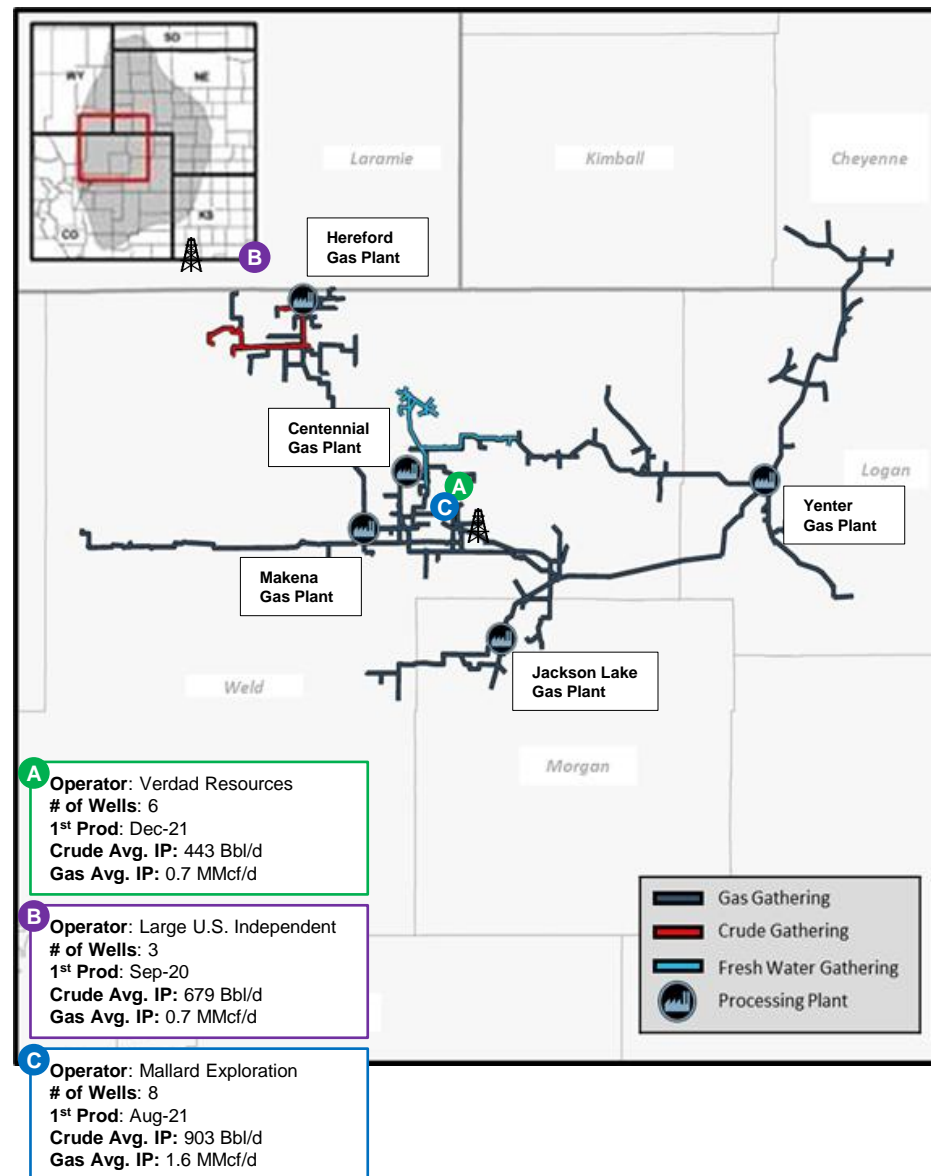 SD
WY
NE
CO
KS
Laramie
Kimball
Cheyenne
B
Hereford
Gas Plant
Centennial
Gas Plant
A
C
Logan
Yenter
Gas Plant
Makena
Gas Plant
Jackson Lake
Gas Plant
Weld
Morgan
A
Operator: Verdad Resources
# of Wells: 6
1st Prod: Dec-21
Crude Avg. IP: 443 Bbl/d
Gas Avg. IP: 0.7 MMcf/d
B
Operator: Large U.S. Independent
# of Wells: 3
1st Prod: Sep-20
Crude Avg. IP: 679 Bbl/d
Gas Avg. IP: 0.7 MMcf/d
C
Operator: Mallard Exploration
# of Wells: 8
1st Prod: Aug-21
Crude Avg. IP: 903 Bbl/d
Gas Avg. IP: 1.6 MMcf/d
Gas Gathering
Crude Gathering
Fresh Water Gathering
Processing Plant